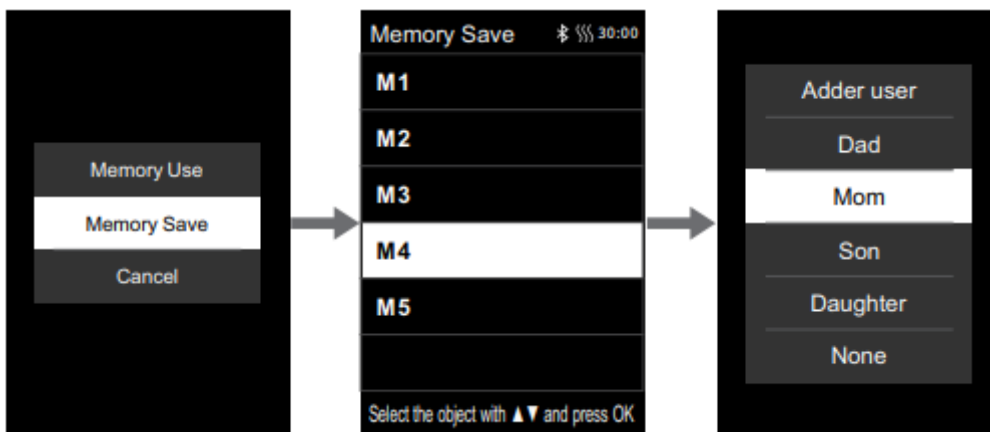 Memory Use
Memory Save
Cancel
Memory Save 30:00
M1
M2
M3
M4
M5
Select the object with ▲▼ and press OK
Adder user
Dad
Mom
Son
Daughter
None